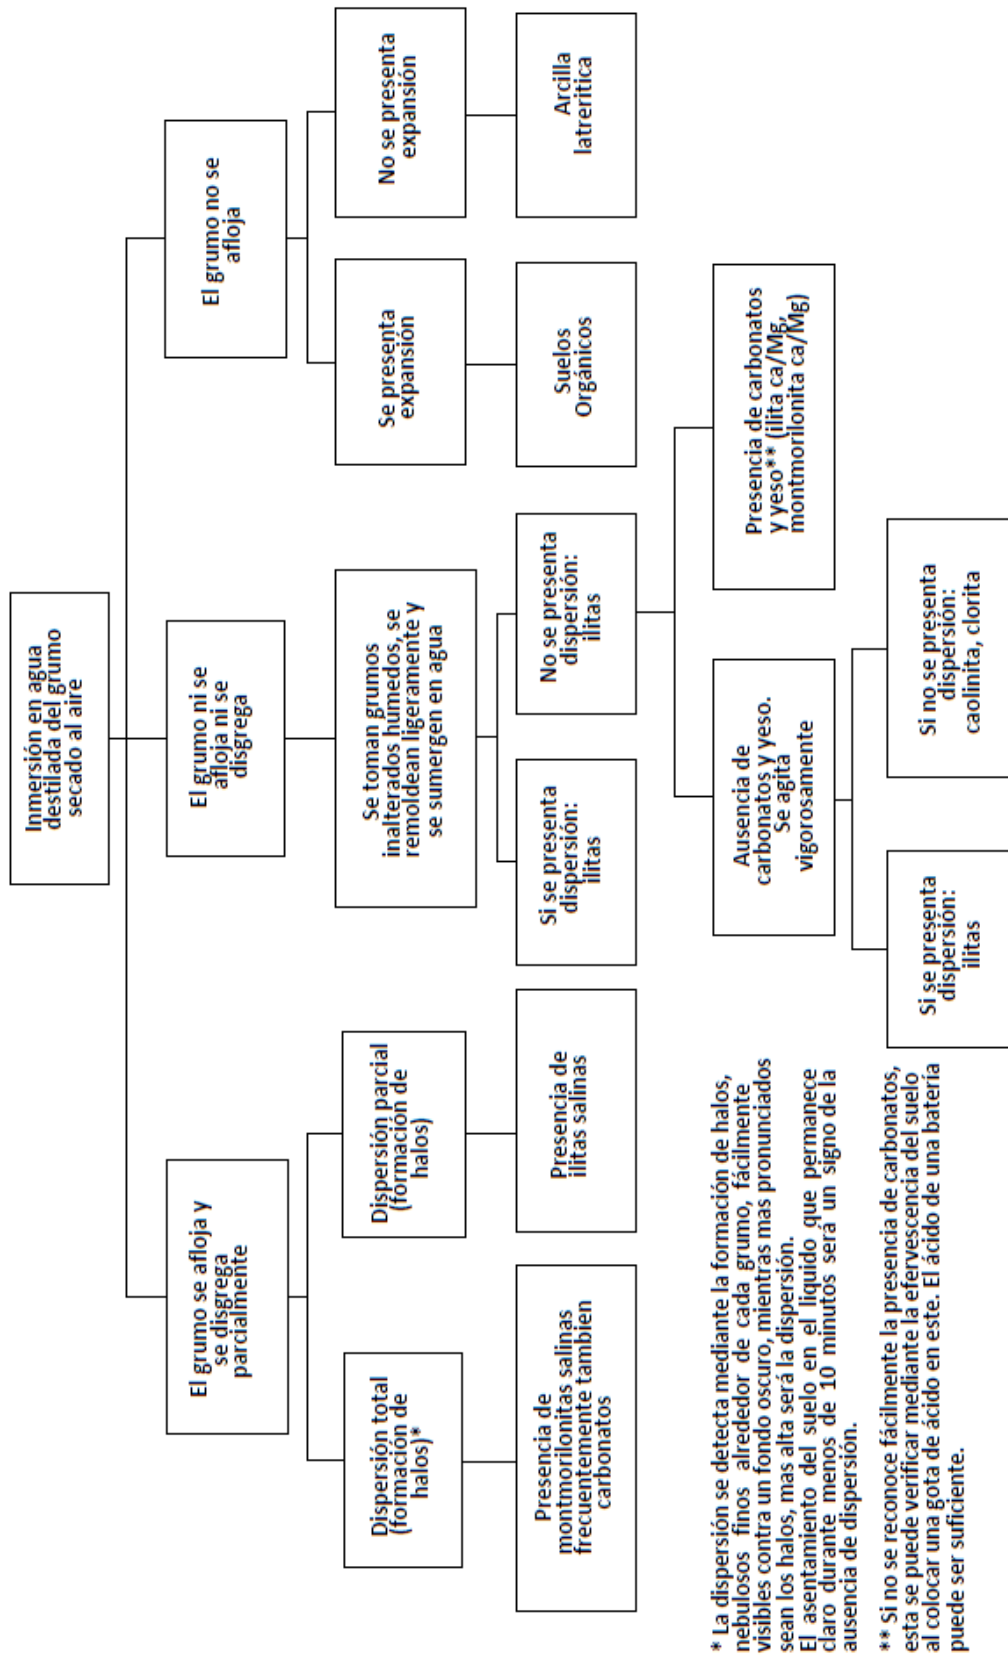 Inmersión en agua
destilada del grumo
secado al aire
El grumo se afloja y
se disgrega
parcialmente
El grumo ni se
afloja ni se
disgrega
El grumo no se
afloja
Dispersión total
(formación de
halos)*
Dispersión parcial
(formación de
halos)
Se toman grumos
inalterados humedos, se
remoldean ligeramente y
se sumergen en agua
Se presenta
expansión
No se presenta
expansión
Presencia de
montmorilonitas salinas
frecuentemente tambien
carbonatos
Presencia de
ilitas salinas
Si se presenta
dispersión:
ilitas
No se presenta
dispersión:
ilitas
Suelos
Orgánicos
Arcilla
latreritica
Ausencia de
carbonatos y yeso.
Se agita
vigorosamente
Presencia de carbonatos
y yeso** (ilita ca/Mg,
montmorilonita ca/Mg)
Si se presenta
dispersión:
ilitas
Si no se presenta
dispersión:
caolinita, clorita
* La dispersión se detecta mediante la formación de halos,
nebulosos finos alrededor de cada grumo, fácilmente
visibles contra un fondo oscuro, mientras mas pronunciados
sean los halos, mas alta será la dispersión.
El asentamiento del suelo en el liquido que permanece
claro durante menos de 10 minutos será un signo de la
ausencia de dispersión.
** Si no se reconoce fácilmente la presencia de carbonatos,
esta se puede verificar mediante la efervescencia del suelo
al colocar una gota de ácido en este. El ácido de una batería
puede ser suficiente.